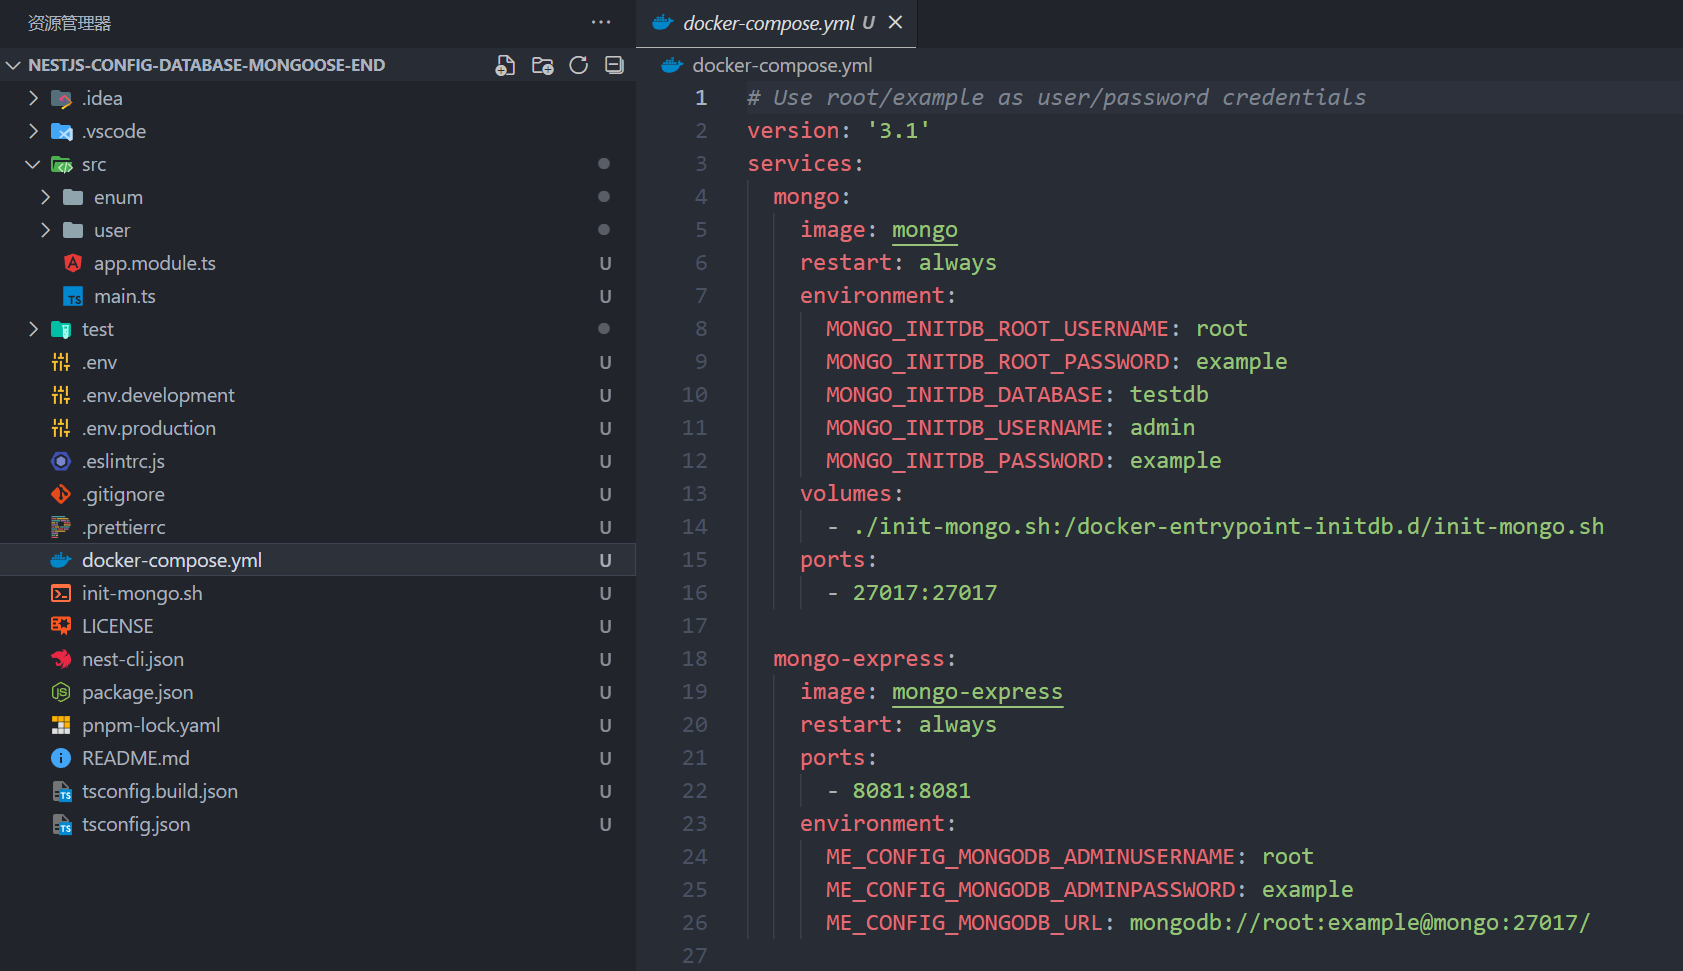 资源管理器
NESTJS-CONFIG-DATABASE-MONGOOSE-END
.idea
.vscode
src
enum
user
app.module.ts U
main.ts U
test
.env U
.env.development U
.env.production U
.eslintrc.js U
.gitignore U
.prettierrc U
docker-compose.yml U
init-mongo.sh U
LICENSE U
nest-cli.json U
package.json U
pnpm-lock.yaml U
README.md U
tsconfig.build.json U
tsconfig.json U
docker-compose.yml U
docker-compose.yml
1 # Use root/example as user/password credentials
2 version: '3.1'
3 services:
4 mongo:
5 image: mongo
6 restart: always
7 environment:
8 MONGO_INITDB_ROOT_USERNAME: root
9 MONGO_INITDB_ROOT_PASSWORD: example
10 MONGO_INITDB_DATABASE: testdb
11 MONGO_INITDB_USERNAME: admin
12 MONGO_INITDB_PASSWORD: example
13 volumes:
14 - ./init-mongo.sh:/docker-entrypoint-initdb.d/init-mongo.sh
15 ports:
16 - 27017:27017
17
18 mongo-express:
19 image: mongo-express
20 restart: always
21 ports:
22 - 8081:8081
23 environment:
24 ME_CONFIG_MONGODB_ADMINUSERNAME: root
25 ME_CONFIG_MONGODB_ADMINPASSWORD: example
26 ME_CONFIG_MONGODB_URL: mongodb://root:example@mongo:27017/
27